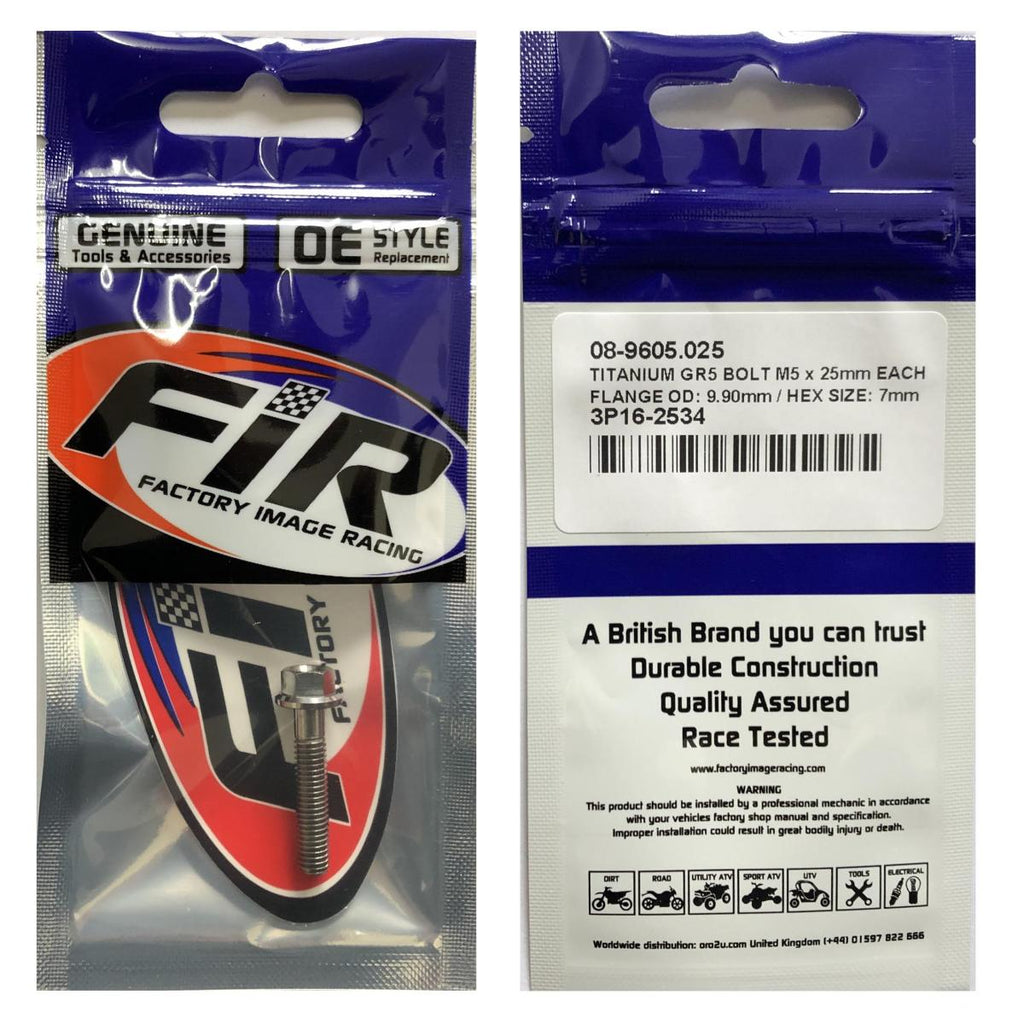 GENUINE
Tools & Accessories
OE STYLE
Replacement
FiR
FACTORY IMAGE RACING
FiR
FACTORY
08-9605.025
TITANIUM GR5 BOLT M5 x 25mm EACH
FLANGE OD: 9.90mm / HEX SIZE: 7mm
3P16-2534
A British Brand you can trust
Durable Construction
Quality Assured
Race Tested
www.factoryimageracing.com
WARNING
This product should be installed by a professional mechanic in accordance
with your vehicles factory shop manual and specification.
Improper installation could result in great bodily injury or death.
DIRT
ROAD
UTILITY ATV
SPORT ATV
UTV
TOOLS
ELECTRICAL
Worldwide distribution: oro2u.com United Kingdom (+44) 01597 822 666